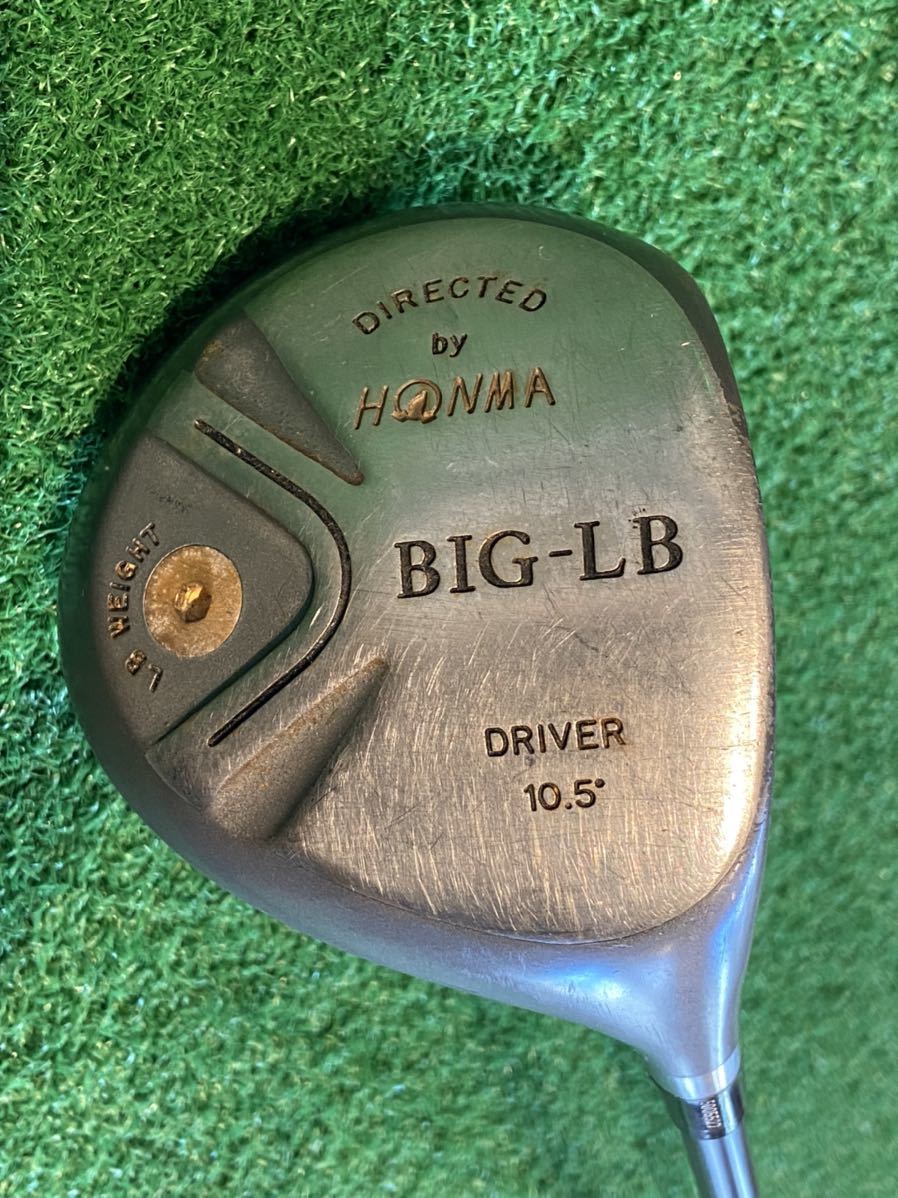 DIRECTED
by
HONMA
BIG-LB
LB WEIGHT
DRIVER
10.5°